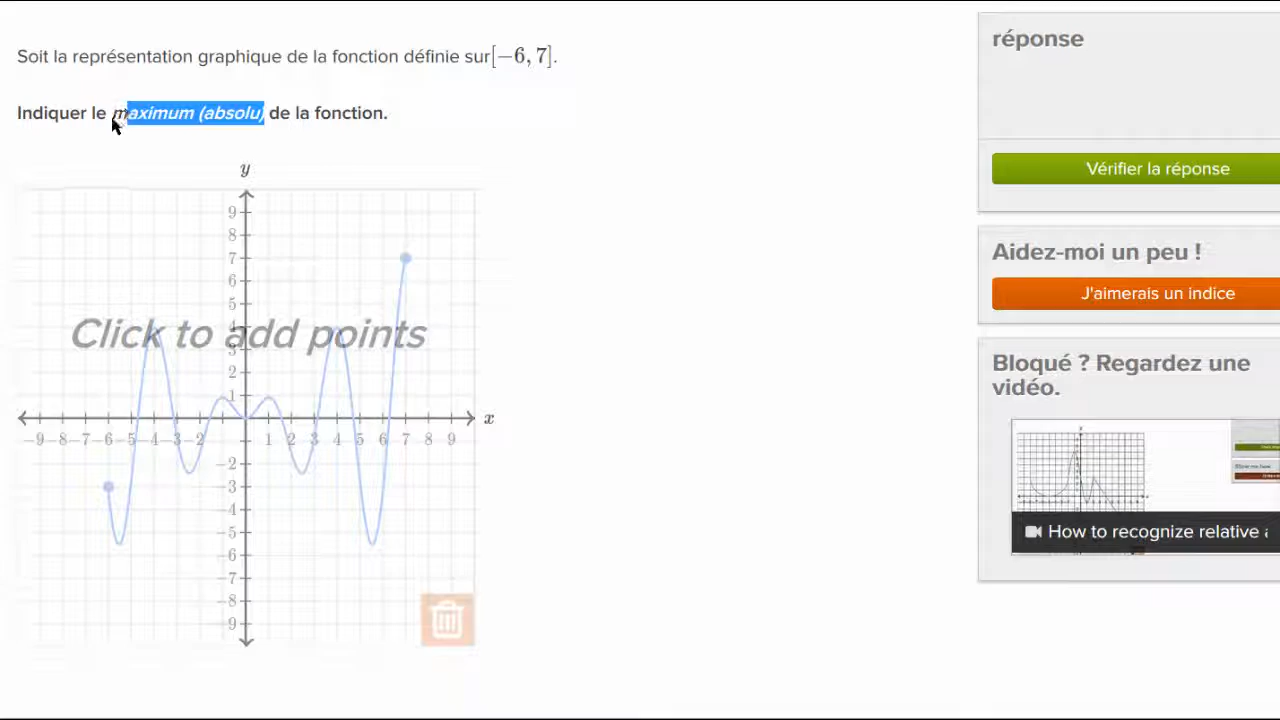 Soit la représentation graphique de la fonction définie sur[−6, 7].
Indiquer le maximum (absolu) de la fonction.
y
9
8
7
6
5
4
3
2
1
Click to add points
x
−9 −8 −7 −6 −5 −4 −3 −2 1 2 3 4 5 6 7 8 9
−2
−3
−4
−5
−6
−7
−8
−9
réponse
Vérifier la réponse
Aidez-moi un peu !
J'aimerais un indice
Bloqué ? Regardez une
vidéo.
How to recognize relative